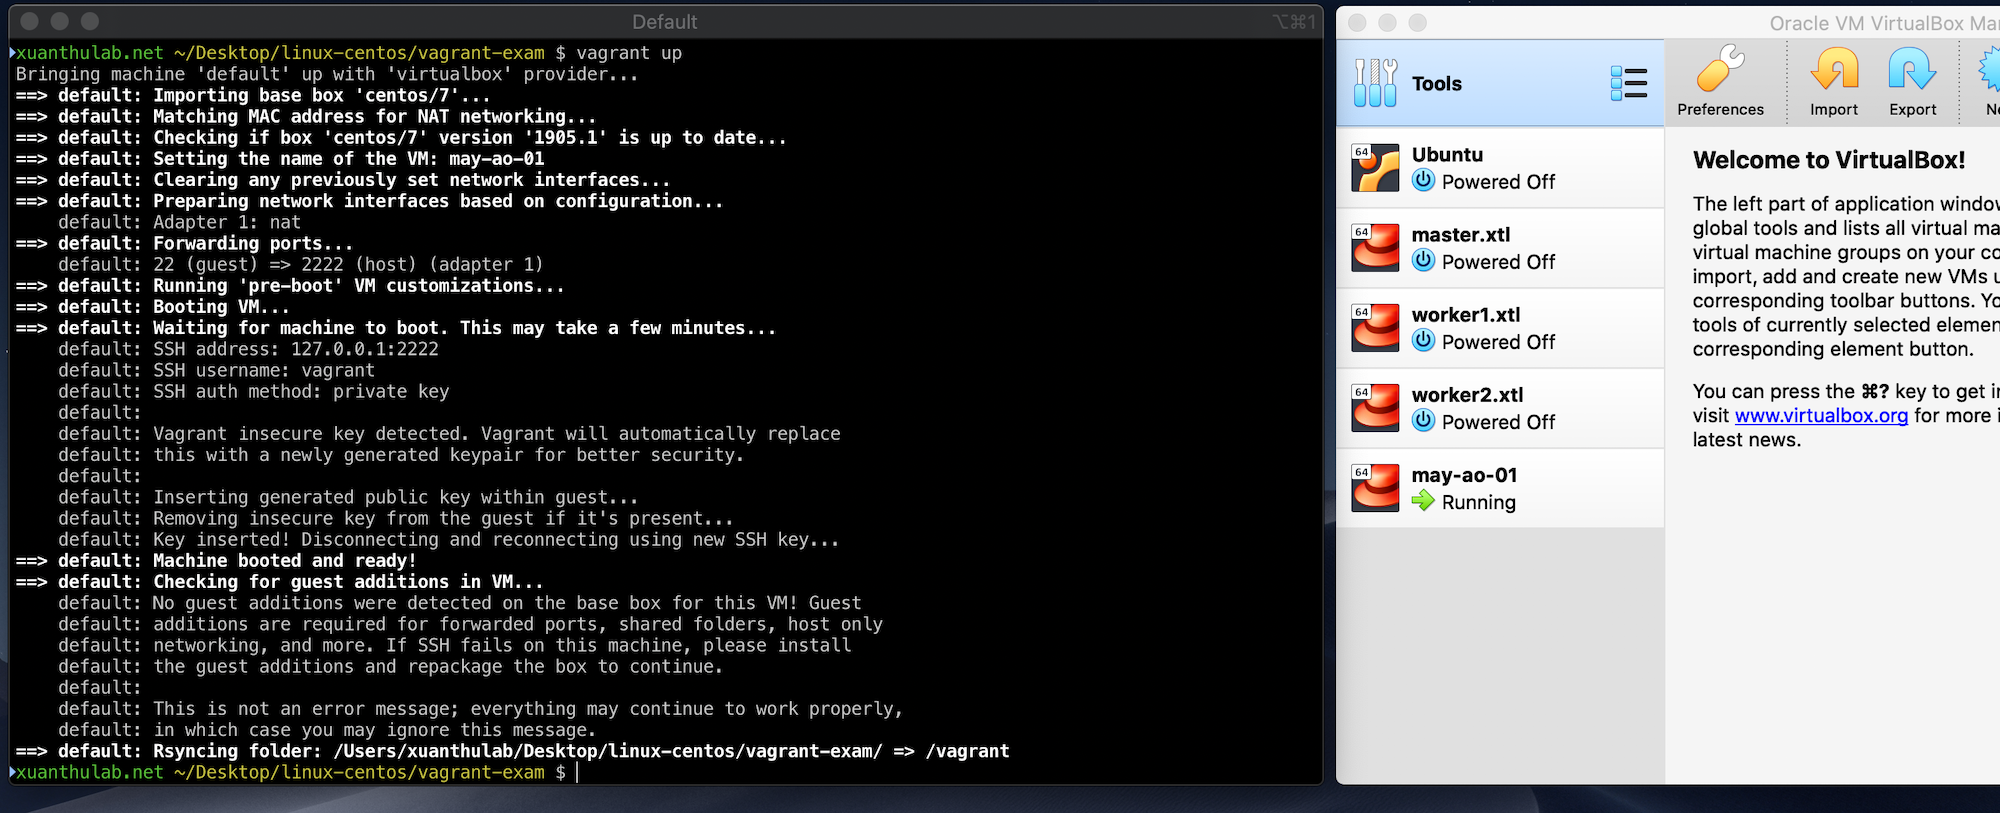 Default
⌥⌘1
xuanthulab.net ~/Desktop/linux-centos/vagrant-exam $ vagrant up
Bringing machine 'default' up with 'virtualbox' provider...
==> default: Importing base box 'centos/7'...
==> default: Matching MAC address for NAT networking...
==> default: Checking if box 'centos/7' version '1905.1' is up to date...
==> default: Setting the name of the VM: may-ao-01
==> default: Clearing any previously set network interfaces...
==> default: Preparing network interfaces based on configuration...
default: Adapter 1: nat
==> default: Forwarding ports...
default: 22 (guest) => 2222 (host) (adapter 1)
==> default: Running 'pre-boot' VM customizations...
==> default: Booting VM...
==> default: Waiting for machine to boot. This may take a few minutes...
default: SSH address: 127.0.0.1:2222
default: SSH username: vagrant
default: SSH auth method: private key
default:
default: Vagrant insecure key detected. Vagrant will automatically replace
default: this with a newly generated keypair for better security.
default:
default: Inserting generated public key within guest...
default: Removing insecure key from the guest if it's present...
default: Key inserted! Disconnecting and reconnecting using new SSH key...
==> default: Machine booted and ready!
==> default: Checking for guest additions in VM...
default: No guest additions were detected on the base box for this VM! Guest
default: additions are required for forwarded ports, shared folders, host only
default: networking, and more. If SSH fails on this machine, please install
default: the guest additions and repackage the box to continue.
default:
default: This is not an error message; everything may continue to work properly,
default: in which case you may ignore this message.
==> default: Rsyncing folder: /Users/xuanthulab/Desktop/linux-centos/vagrant-exam/ => /vagrant
xuanthulab.net ~/Desktop/linux-centos/vagrant-exam $
Oracle VM VirtualBox Ma
Tools
Preferences
Import
Export
Ne
64
Ubuntu
Powered Off
64
master.xtl
Powered Off
64
worker1.xtl
Powered Off
64
worker2.xtl
Powered Off
64
may-ao-01
Running
Welcome to VirtualBox!
The left part of application window
global tools and lists all virtual ma
virtual machine groups on your co
import, add and create new VMs u
corresponding toolbar buttons. Yo
tools of currently selected elemen
corresponding element button.
You can press the ⌘? key to get in
visit www.virtualbox.org for more i
latest news.